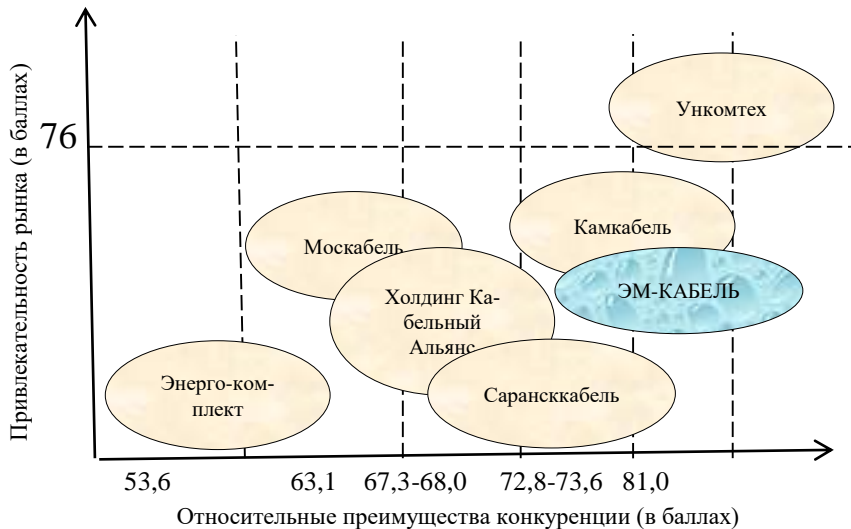 Привлекательность рынка (в баллах)
76
Ункомтех
Камкабель
Москабель
ЭМ-КАБЕЛЬ
Холдинг Ка-
бельный
Альянс
Энерго-ком-
плект
Сарансккабель
53,6 63,1 67,3-68,0 72,8-73,6 81,0
Относительные преимущества конкуренции (в баллах)